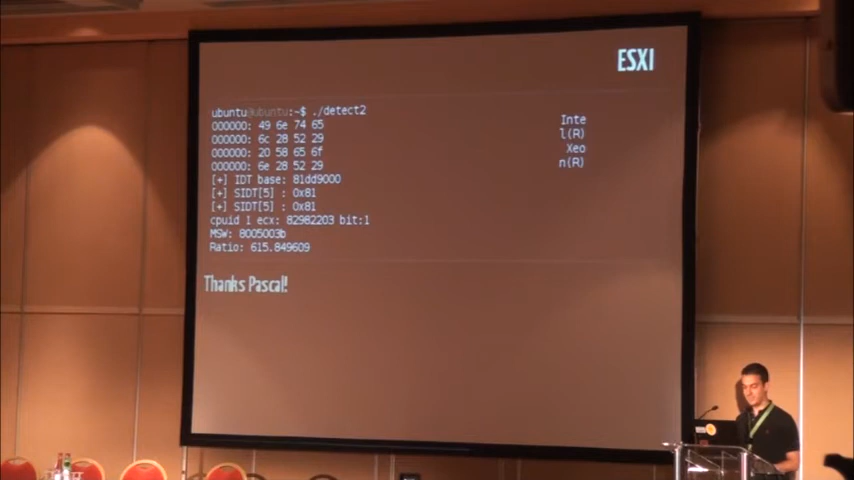 ESXI
ubuntu@ubuntu:~$ ./detect2
000000: 49 6e 74 65 Inte
000000: 6c 28 52 29 l(R)
000000: 20 58 65 6f Xeo
000000: 6e 28 52 29 n(R)
[+] IDT base: 81dd9000
[+] SIDT[5] : 0x81
[+] SIDT[5] : 0x81
cpuid 1 ecx: 82982203 bit:1
MSW: 8005003b
Ratio: 615.849609
Thanks Pascal!